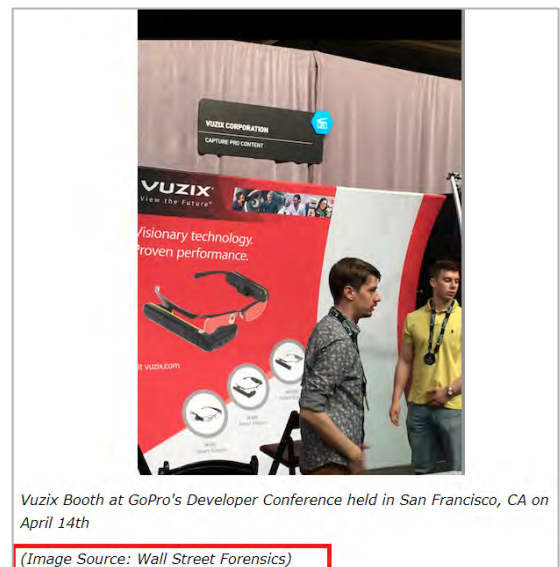 VUZIX CORPORATION
CAPTURE PRO CONTENT
VUZIX
View the Future
Visionary technology.
Proven performance.
vuzix.com
Vuzix Booth at GoPro's Developer Conference held in San Francisco, CA on
April 14th
(Image Source: Wall Street Forensics)